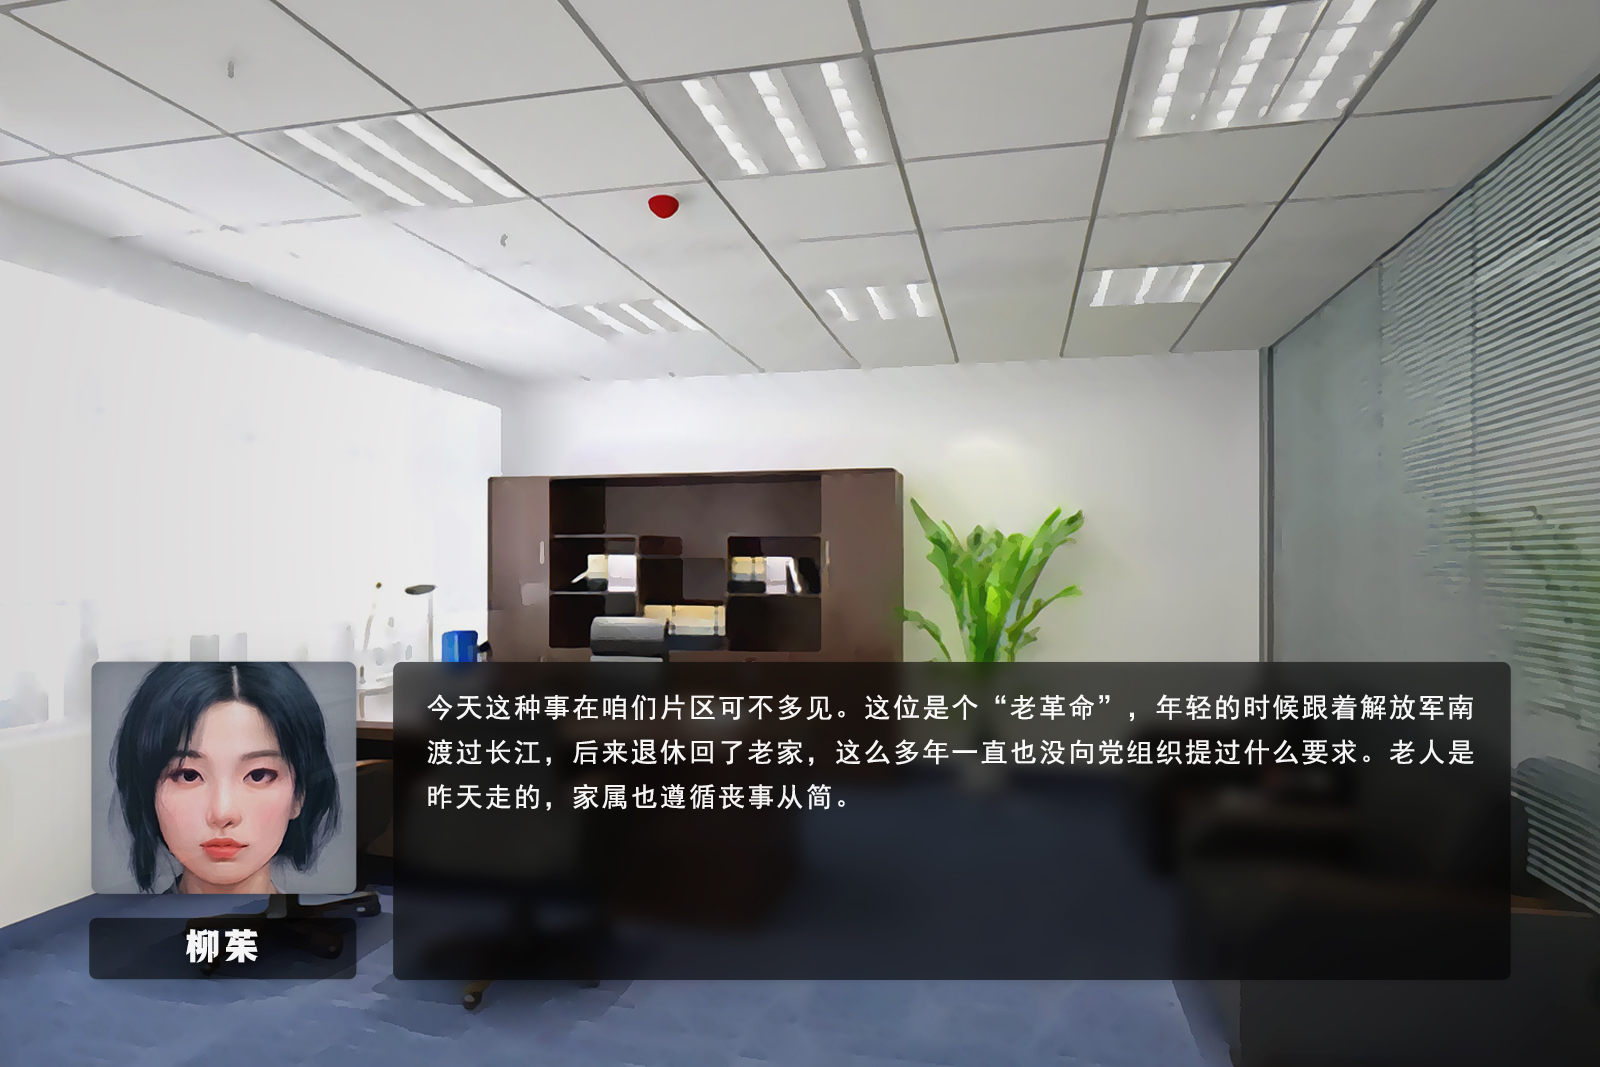 今天这种事在咱们片区可不多见。这位是个“老革命”，年轻的时候跟着解放军南
渡过长江，后来退休回了老家，这么多年一直也没向党组织提过什么要求。老人是
昨天走的，家属也遵循丧事从简。
柳茱